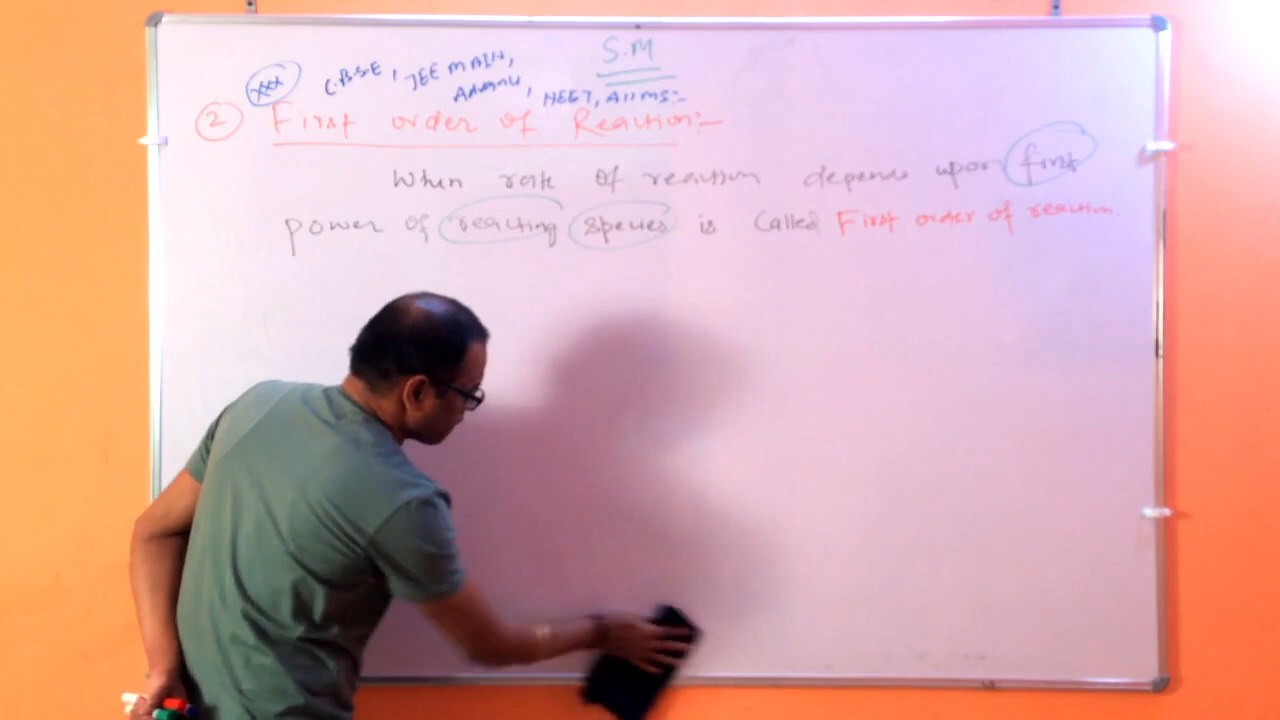 S.M
xxx CBSE, JEE MAIN,
Advance, NEET, AIIMS:-
② First order of Reaction:-
When rate of reaction depends upon first
power of reacting species is called First order of reaction.